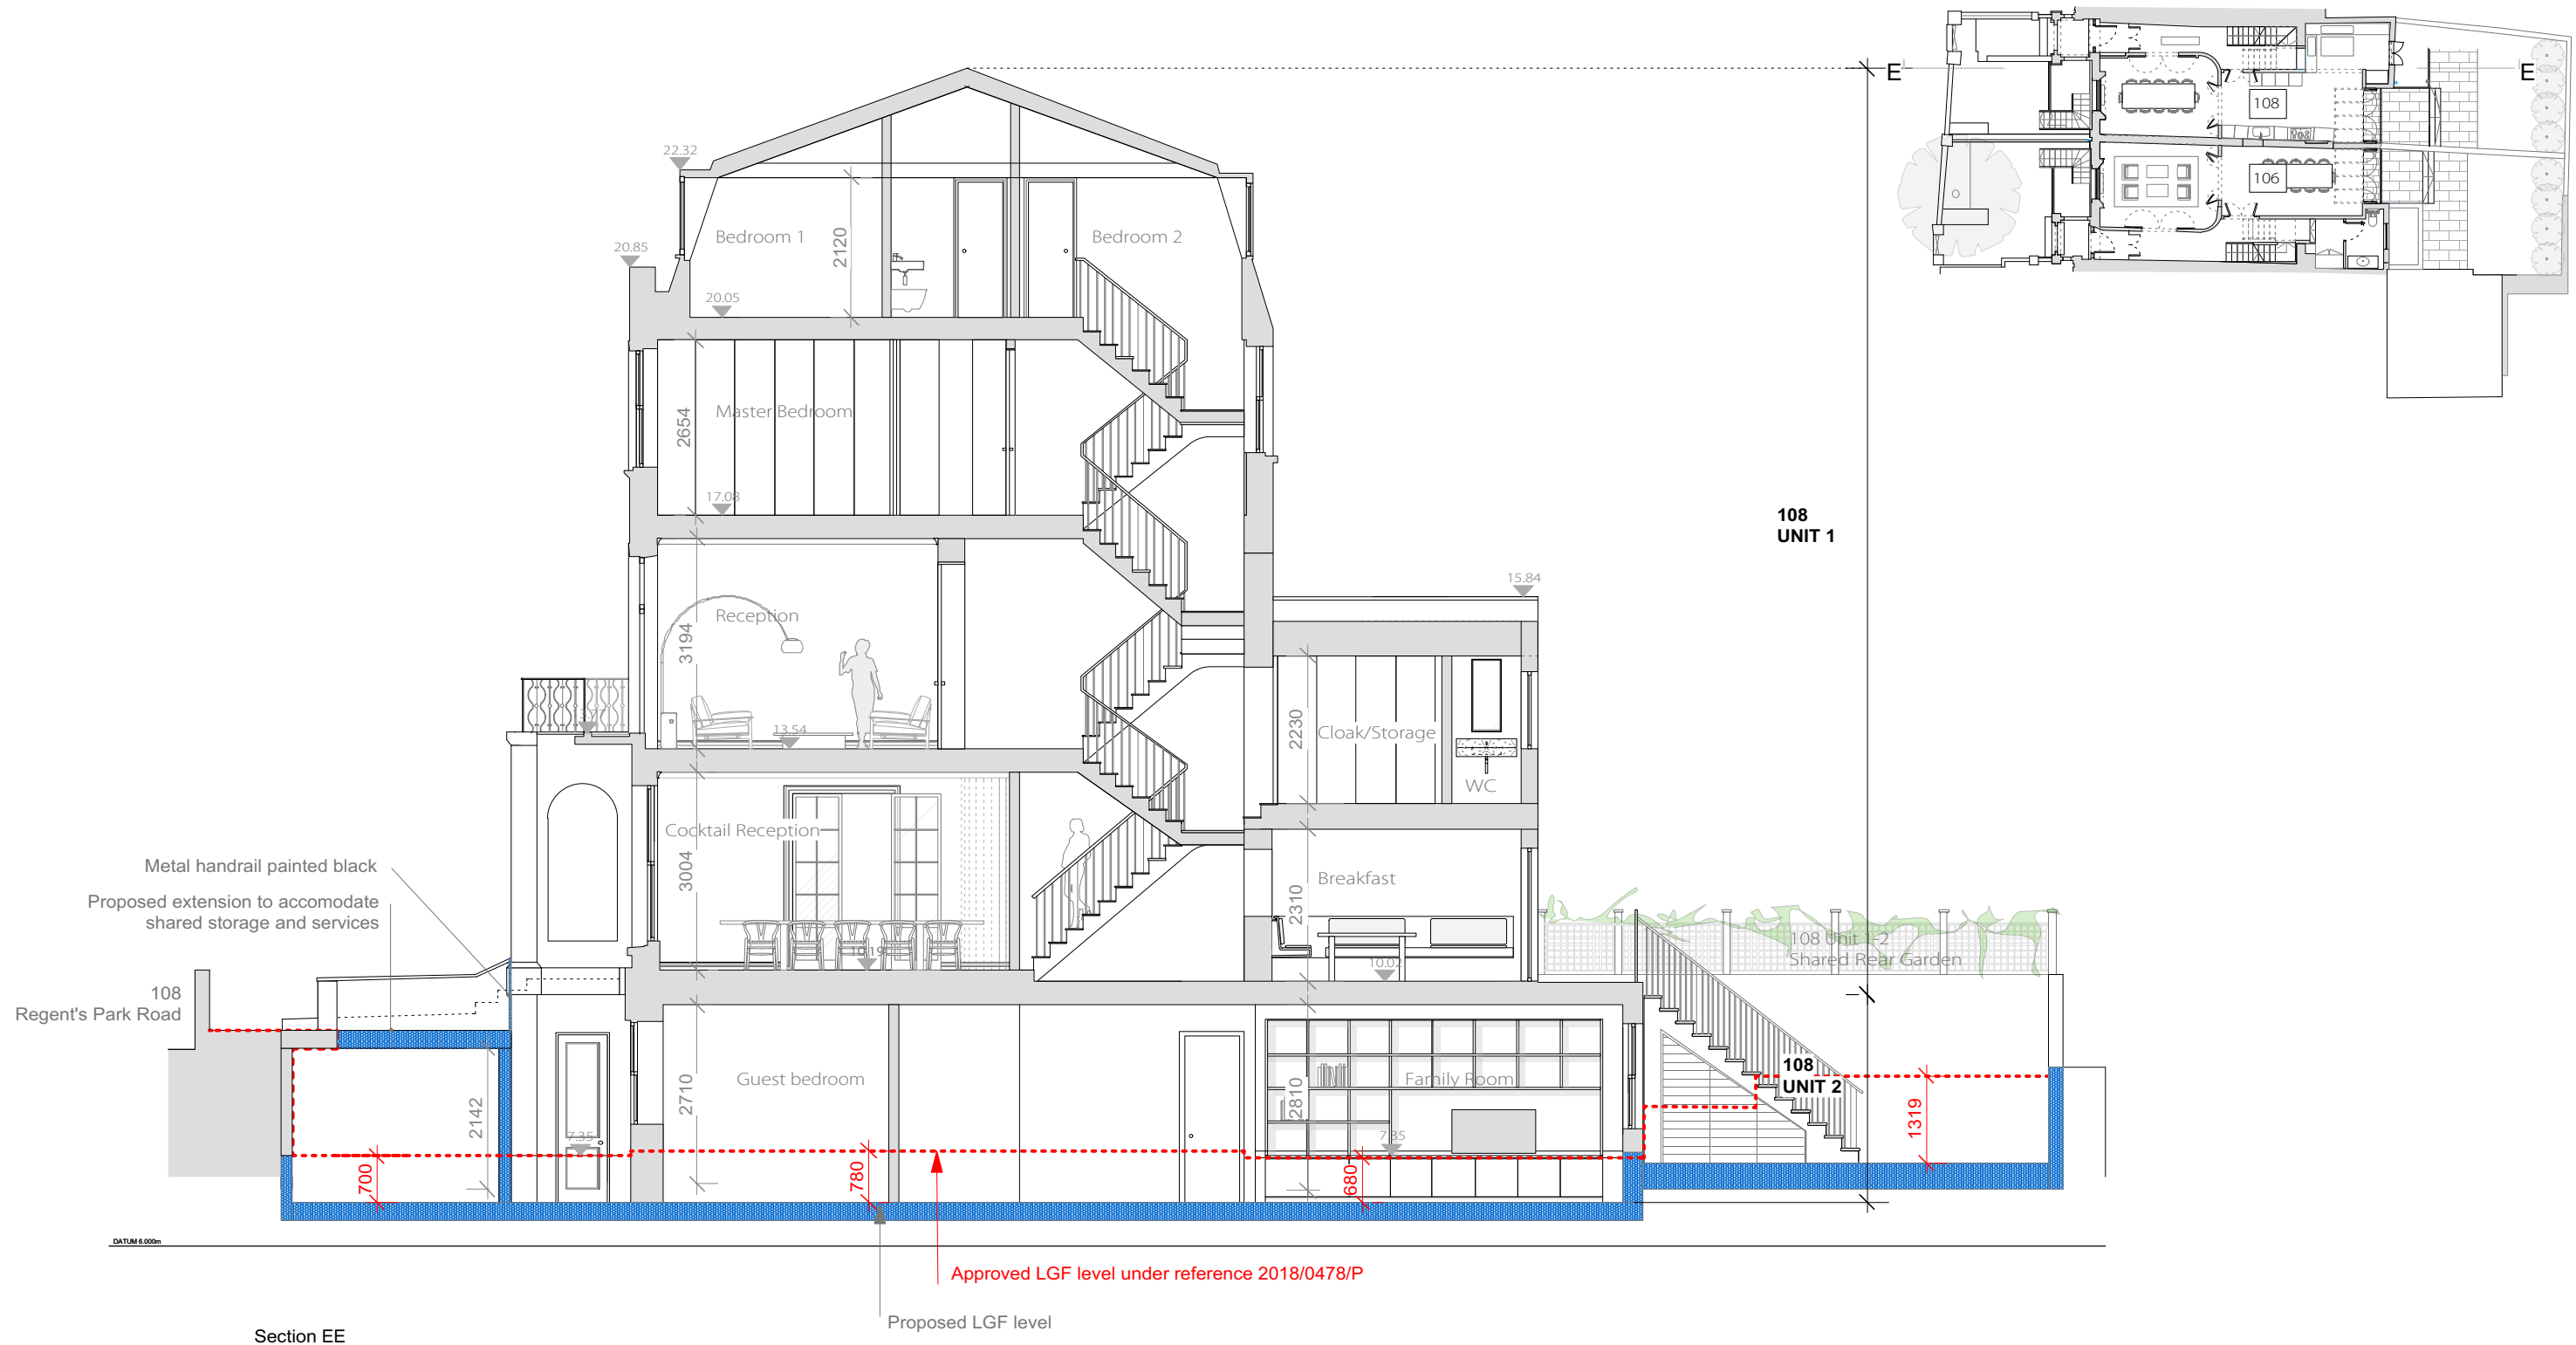 E
E
108
106
22.32
20.85
Bedroom 1
2120
Bedroom 2
20.05
2654
Master Bedroom
17.08
108
UNIT 1
15.84
Reception
3194
13.54
2230
Cloak/Storage
WC
Cocktail Reception
3004
10.19
Breakfast
2310
10.02
Metal handrail painted black
Proposed extension to accomodate
shared storage and services
108 Unit 1-2
Shared Rear Garden
108
Regent's Park Road
2142
Guest bedroom
2710
2810
Family Room
108
UNIT 2
1319
7.35
7.35
700
780
680
DATUM 6.000m
Approved LGF level under reference 2018/0478/P
Proposed LGF level
Section EE